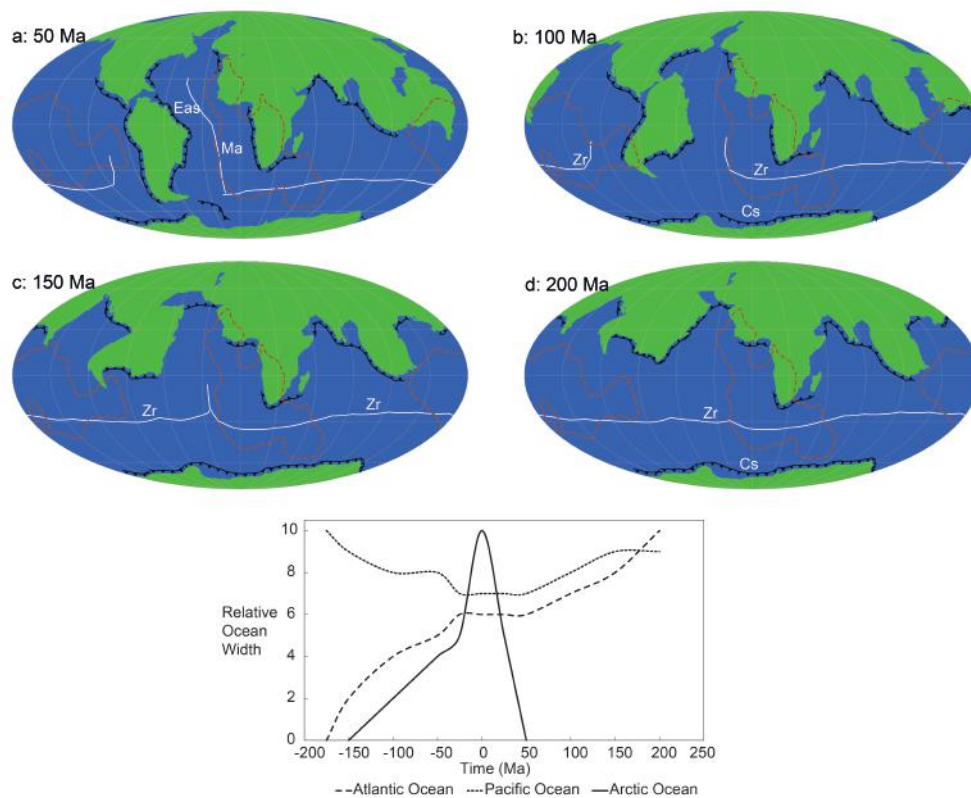 a: 50 Ma
Eas
Ma
b: 100 Ma
Zr
Zr
Cs
c: 150 Ma
Zr
Zr
d: 200 Ma
Zr
Cs
10
8
6
4
2
0
Relative
Ocean
Width
-200 -150 -100 -50 0 50 100 150 200 250
Time (Ma)
Atlantic Ocean Pacific Ocean Arctic Ocean